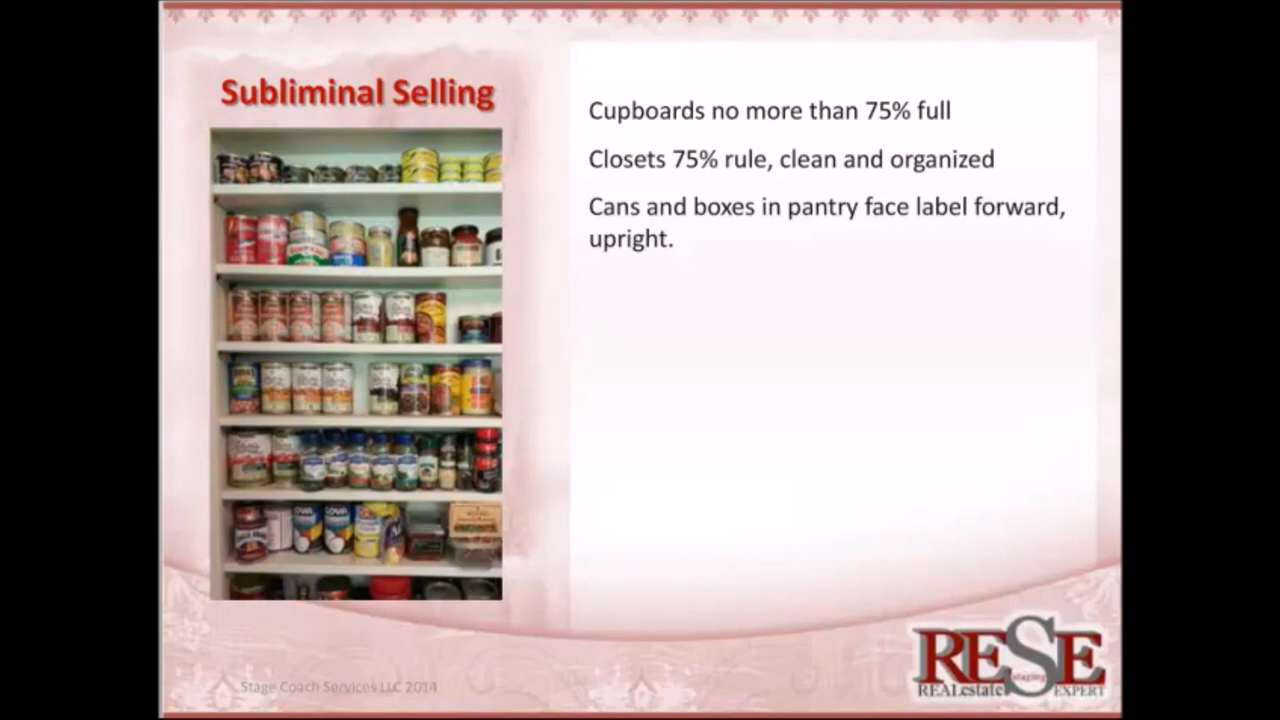 Subliminal Selling
Cupboards no more than 75% full
Closets 75% rule, clean and organized
Cans and boxes in pantry face label forward,
upright.
Stage Coach Services LLC 2014
RESE
REALestate staging EXPERT